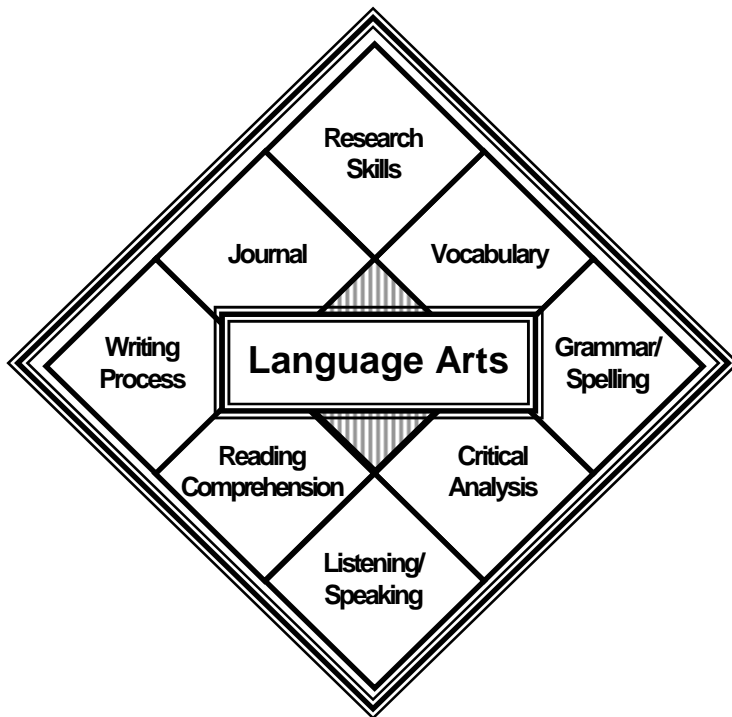 Research
Skills
Journal
Vocabulary
Writing
Process
Language Arts
Grammar/
Spelling
Reading
Comprehension
Critical
Analysis
Listening/
Speaking